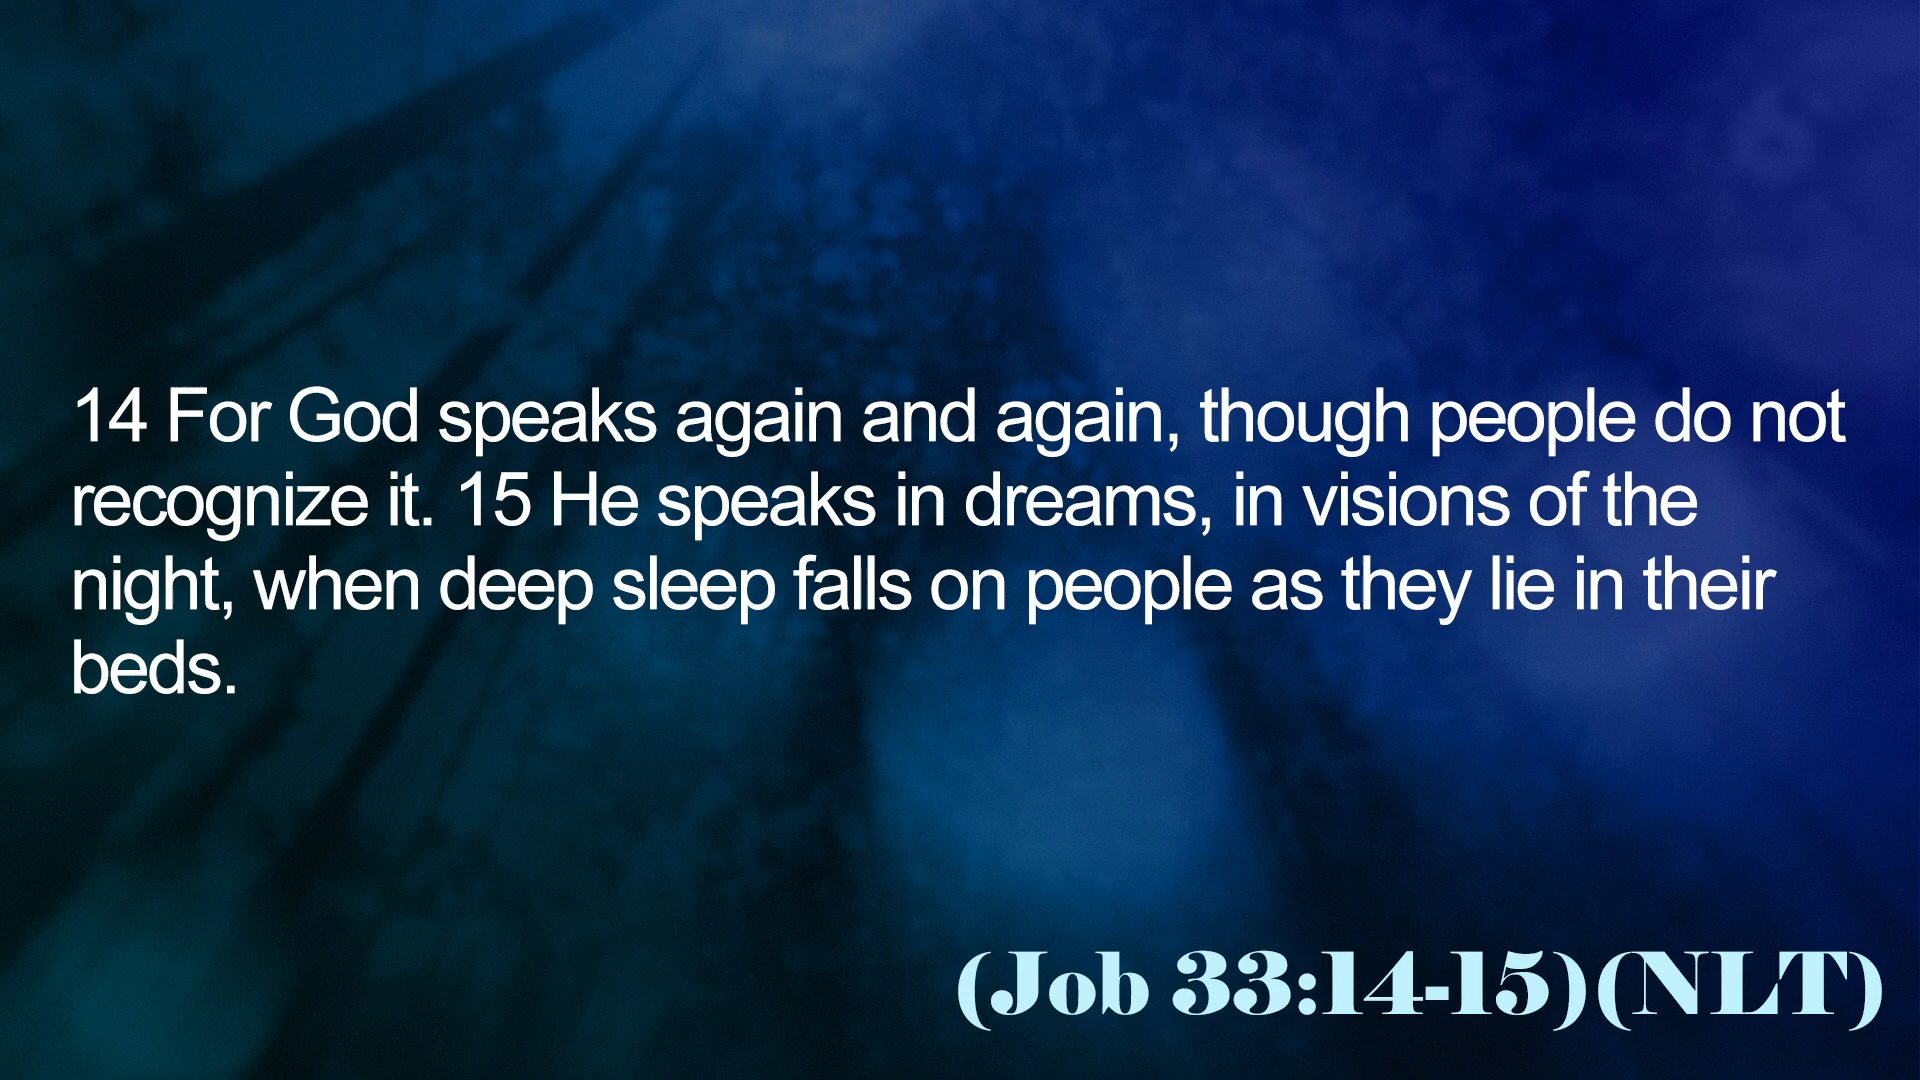 14 For God speaks again and again, though people do not
recognize it. 15 He speaks in dreams, in visions of the
night, when deep sleep falls on people as they lie in their
beds.
(Job 33:14-15)(NLT)